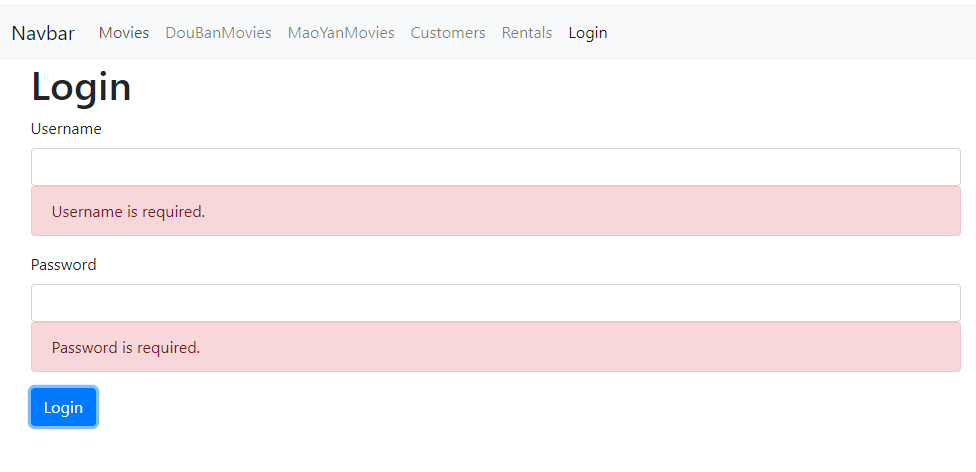 Navbar Movies DouBanMovies MaoYanMovies Customers Rentals Login
Login
Username
Username is required.
Password
Password is required.
Login